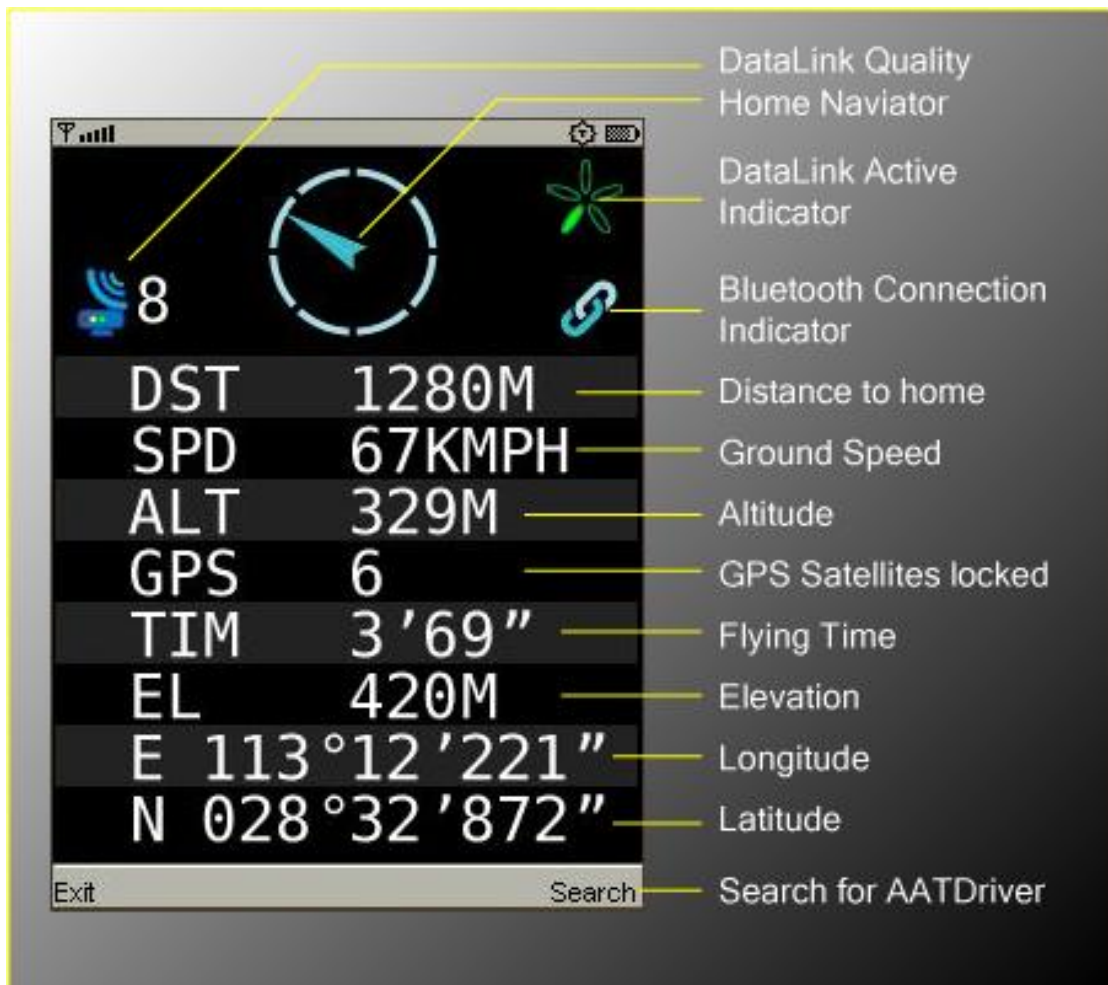 DataLink Quality
Home Naviator
DataLink Active
Indicator
8
Bluetooth Connection
Indicator
DST 1280M Distance to home
SPD 67KMPH Ground Speed
ALT 329M Altitude
GPS 6 GPS Satellites locked
TIM 3’69” Flying Time
EL 420M Elevation
E 113°12’221” Longitude
N 028°32’872” Latitude
Exit Search Search for AATDriver